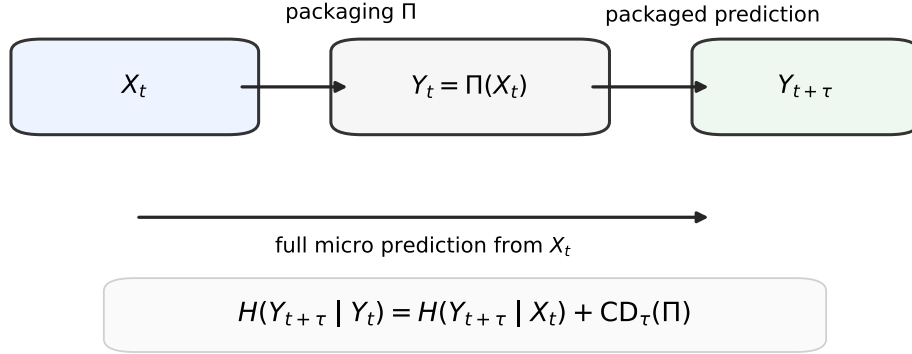 packaging Π
packaged prediction
X_t
Y_t = Π(X_t)
Y_{t+τ}
full micro prediction from X_t
H(Y_{t+τ} | Y_t) = H(Y_{t+τ} | X_t) + CD_τ(Π)